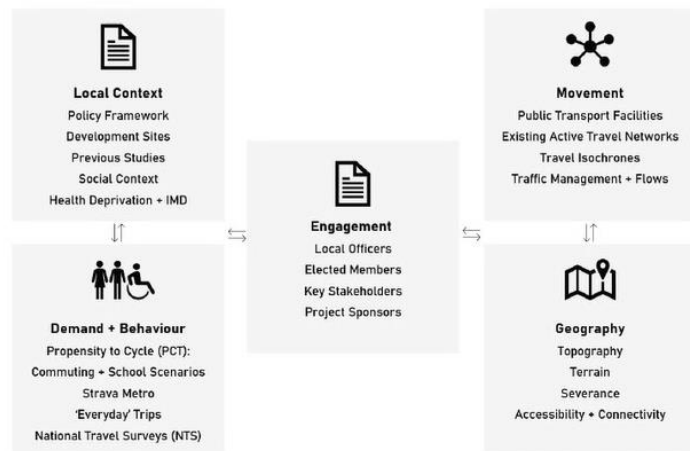 Local Context
Policy Framework
Development Sites
Previous Studies
Social Context
Health Deprivation + IMD
Demand + Behaviour
Propensity to Cycle (PCT):
Commuting + School Scenarios
Strava Metro
'Everyday' Trips
National Travel Surveys (NTS)
Engagement
Local Officers
Elected Members
Key Stakeholders
Project Sponsors
Movement
Public Transport Facilities
Existing Active Travel Networks
Travel Isochrones
Traffic Management + Flows
Geography
Topography
Terrain
Severance
Accessibility + Connectivity